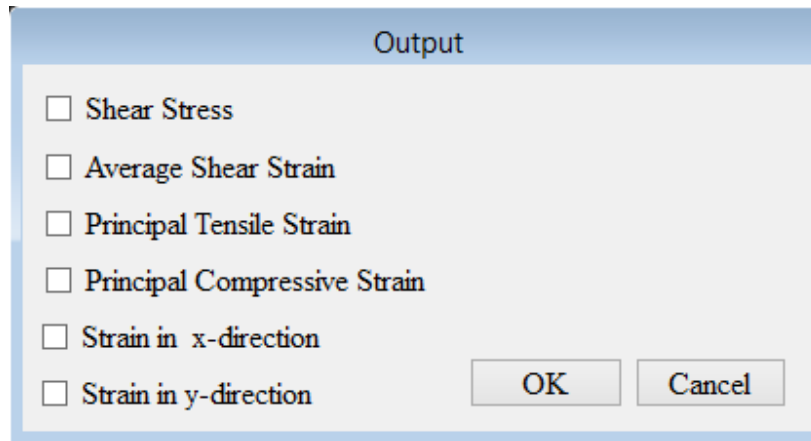 Output
Shear Stress
Average Shear Strain
Principal Tensile Strain
Principal Compressive Strain
Strain in x-direction
Strain in y-direction
OK Cancel